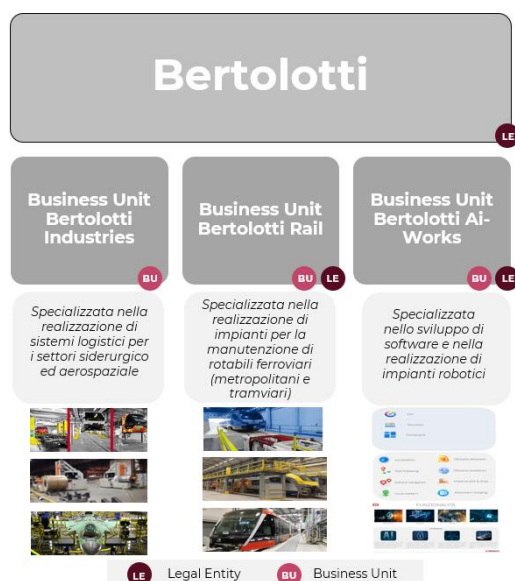 Bertolotti
LE
Business Unit
Bertolotti
Industries
BU
Business Unit
Bertolotti Rail
BU LE
Business Unit
Bertolotti Ai-
Works
BU LE
Specializzata nella
realizzazione di
sistemi logistici per
i settori siderurgico
ed aerospaziale
Specializzata nella
realizzazione di
impianti per la
manutenzione di
rotabili ferroviari
(metropolitani e
tramviari)
Specializzata
nello sviluppo di
software e nella
realizzazione di
impianti robotici
LE Legal Entity
BU Business Unit